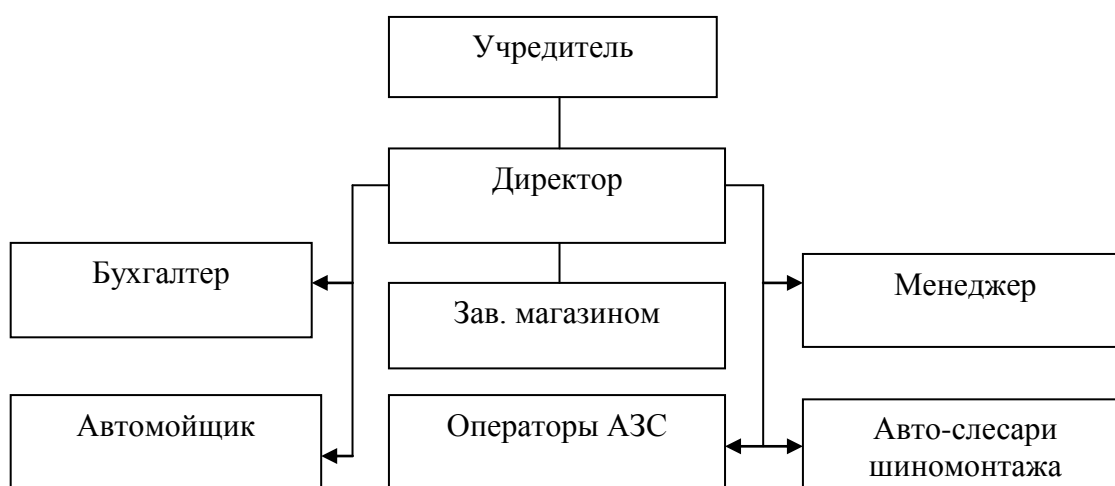 Учредитель
Директор
Бухгалтер
Зав. магазином
Менеджер
Автомойщик
Операторы АЗС
Авто-слесари
шиномонтажа